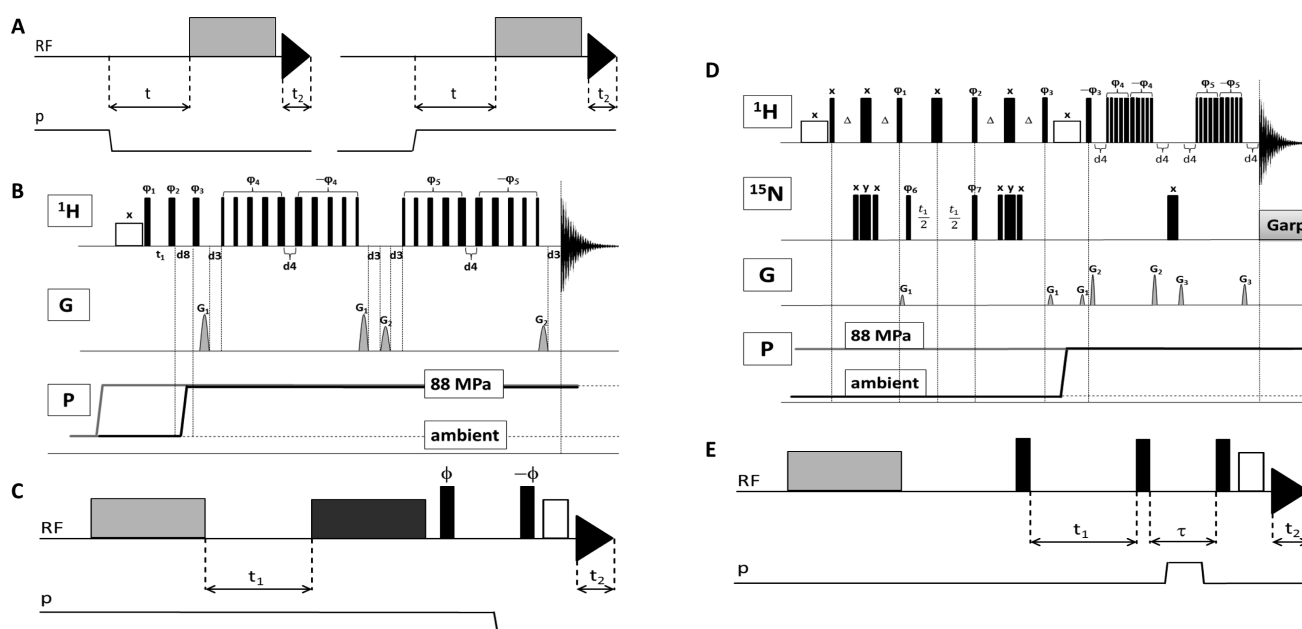 A
RF
t
t2
t
t2
p
B
φ1 φ2 φ3 φ4 −φ4 φ5 −φ5
1H
x
t1 d8 d3 d4 d3 d3 d4 d3
G
G1 G1 G2 G2
P
88 MPa
ambient
C
ϕ −ϕ
RF
t1
t2
p
D
x x φ1 x φ2 x φ3 x −φ3 φ4 −φ4 φ5 −φ5
1H
Δ Δ Δ Δ
d4 d4 d4 d4
15N
x y x φ6 t1/2 t1/2 φ7 x y x x
Garp
G
G1 G1 G1 G2 G2 G3 G3
P
88 MPa
ambient
E
RF
t1 τ t2
p